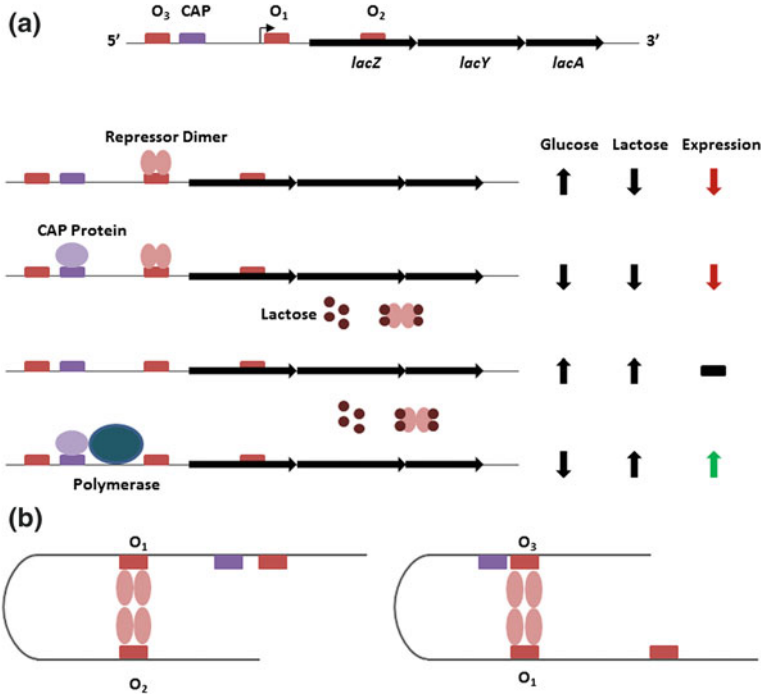 (a)
O₃ CAP O₁ O₂
5’ 3’
lacZ lacY lacA
Repressor Dimer
Glucose Lactose Expression
CAP Protein
Lactose
Polymerase
(b)
O₁ O₃
O₂ O₁